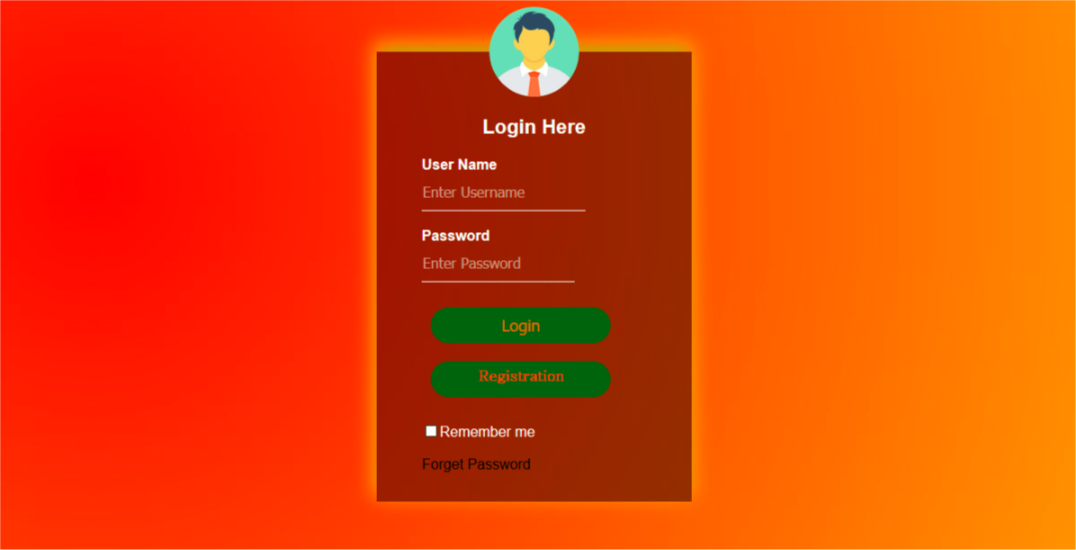 Login Here
User Name
Enter Username
Password
Enter Password
Login
Registration
Remember me
Forget Password